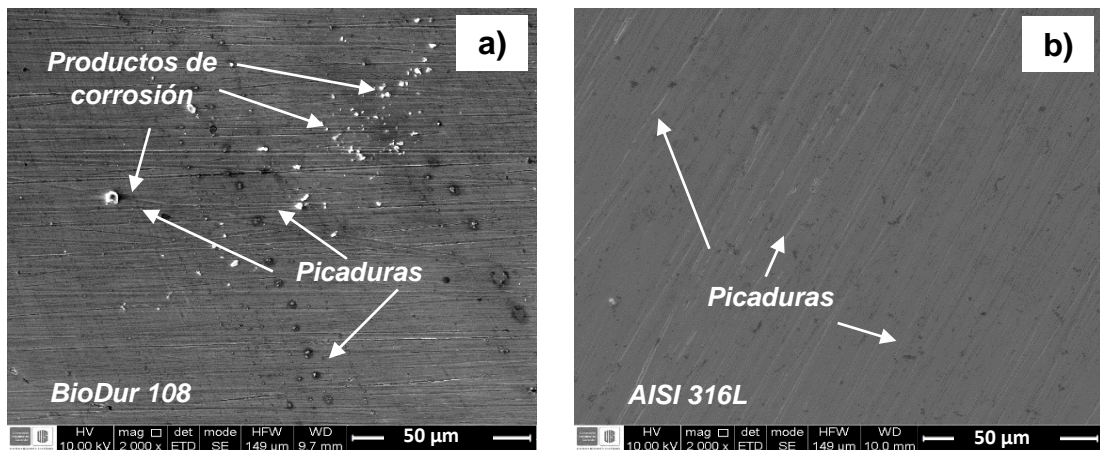 a)
Productos de
corrosión
Picaduras
BioDur 108
HV mag □ det mode HFW WD
10.00 kV 2 000 x ETD SE 149 µm 9.7 mm
50 µm
b)
Picaduras
AISI 316L
HV mag □ det mode HFW WD
10.00 kV 2 000 x ETD SE 149 µm 10.0 mm
50 µm